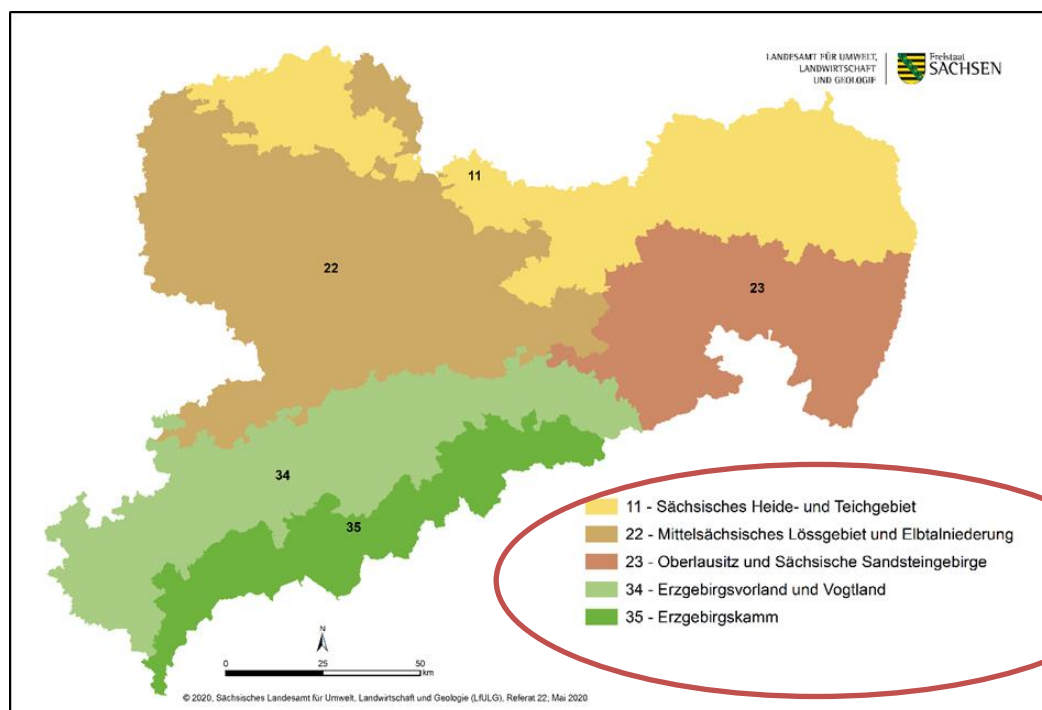 LANDESAMT FÜR UMWELT,
LANDWIRTSCHAFT
UND GEOLOGIE
Freistaat
SACHSEN
11
22
23
34
35
11 - Sächsisches Heide- und Teichgebiet
22 - Mittelsächsisches Lössgebiet und Elbtalniederung
23 - Oberlausitz und Sächsische Sandsteingebirge
34 - Erzgebirgsvorland und Vogtland
35 - Erzgebirgskamm
N
0 25 50
km
© 2020, Sächsisches Landesamt für Umwelt, Landwirtschaft und Geologie (LfULG), Referat 22; Mai 2020